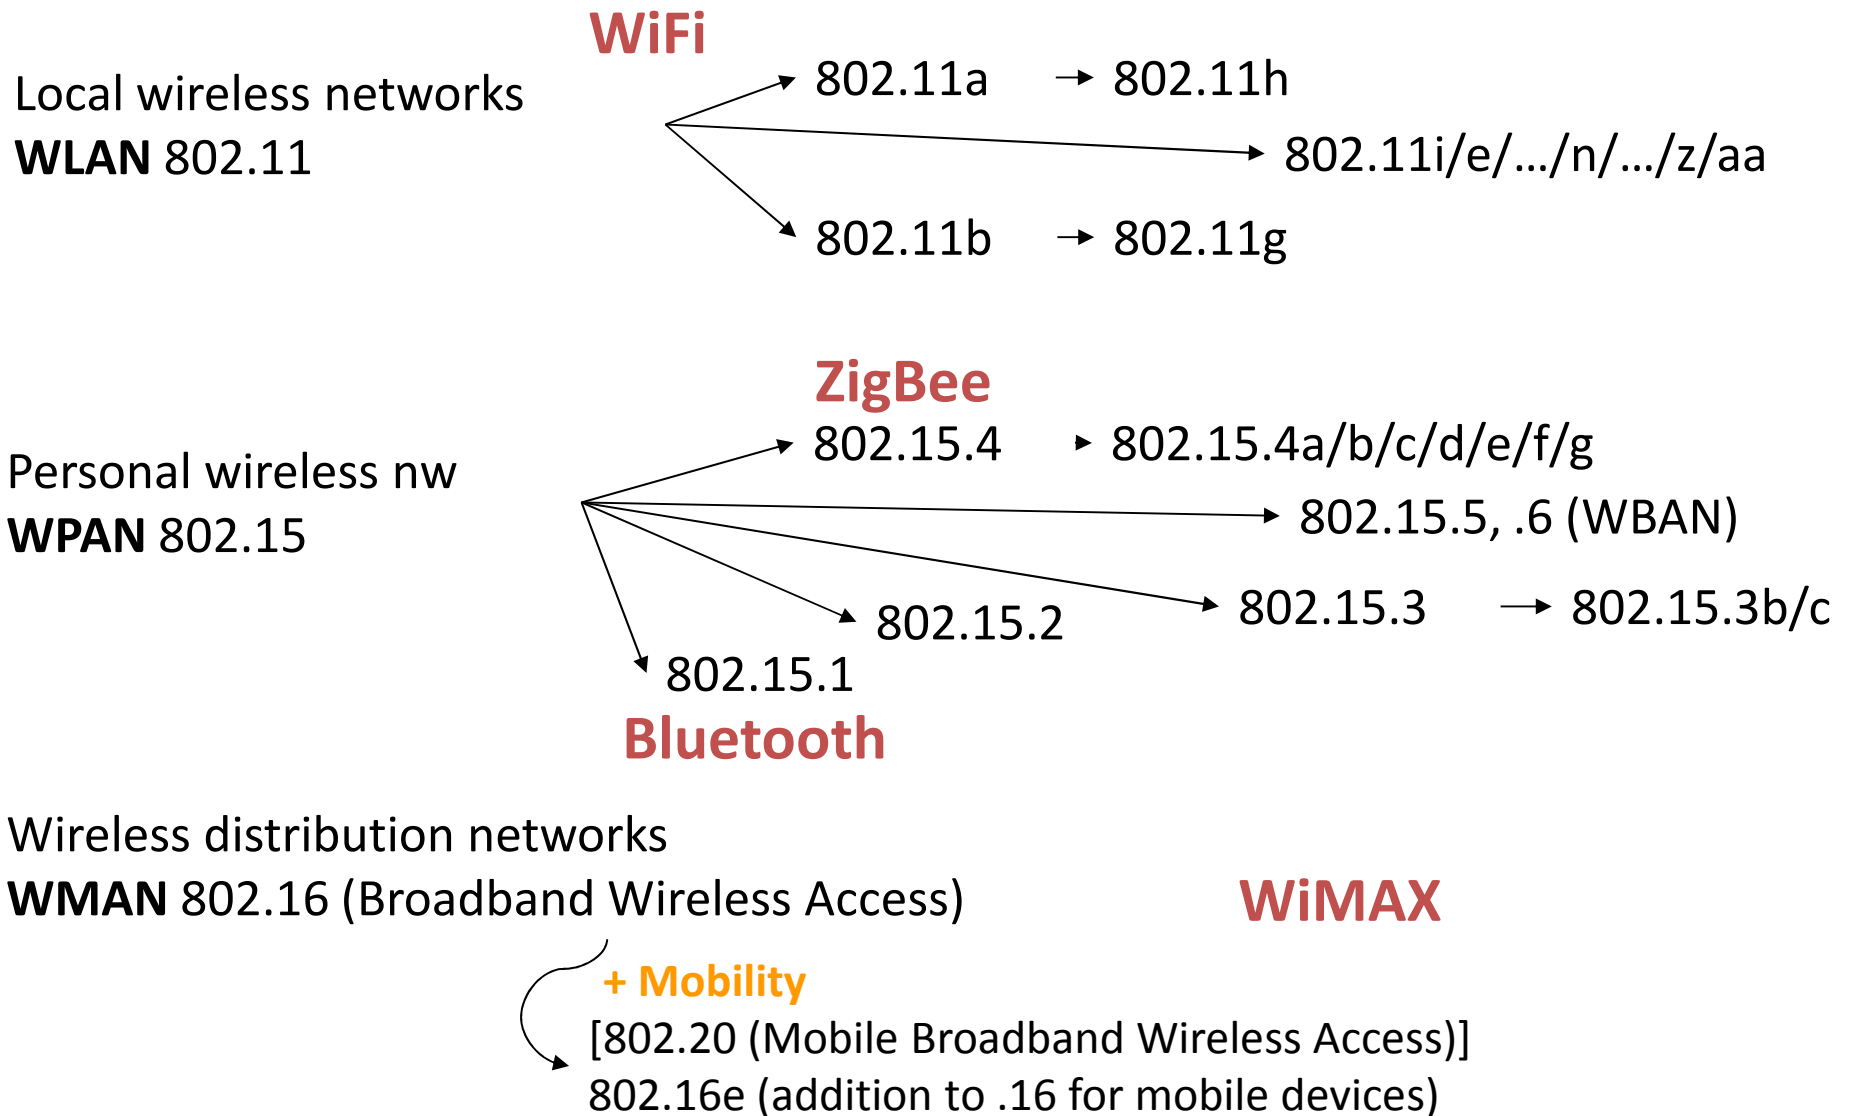 WiFi
Local wireless networks
WLAN 802.11
802.11a
802.11h
802.11i/e/…/n/…/z/aa
802.11b
802.11g
ZigBee
802.15.4
802.15.4a/b/c/d/e/f/g
Personal wireless nw
WPAN 802.15
802.15.5, .6 (WBAN)
802.15.3
802.15.3b/c
802.15.2
802.15.1
Bluetooth
Wireless distribution networks
WMAN 802.16 (Broadband Wireless Access)
WiMAX
+ Mobility
[802.20 (Mobile Broadband Wireless Access)]
802.16e (addition to .16 for mobile devices)